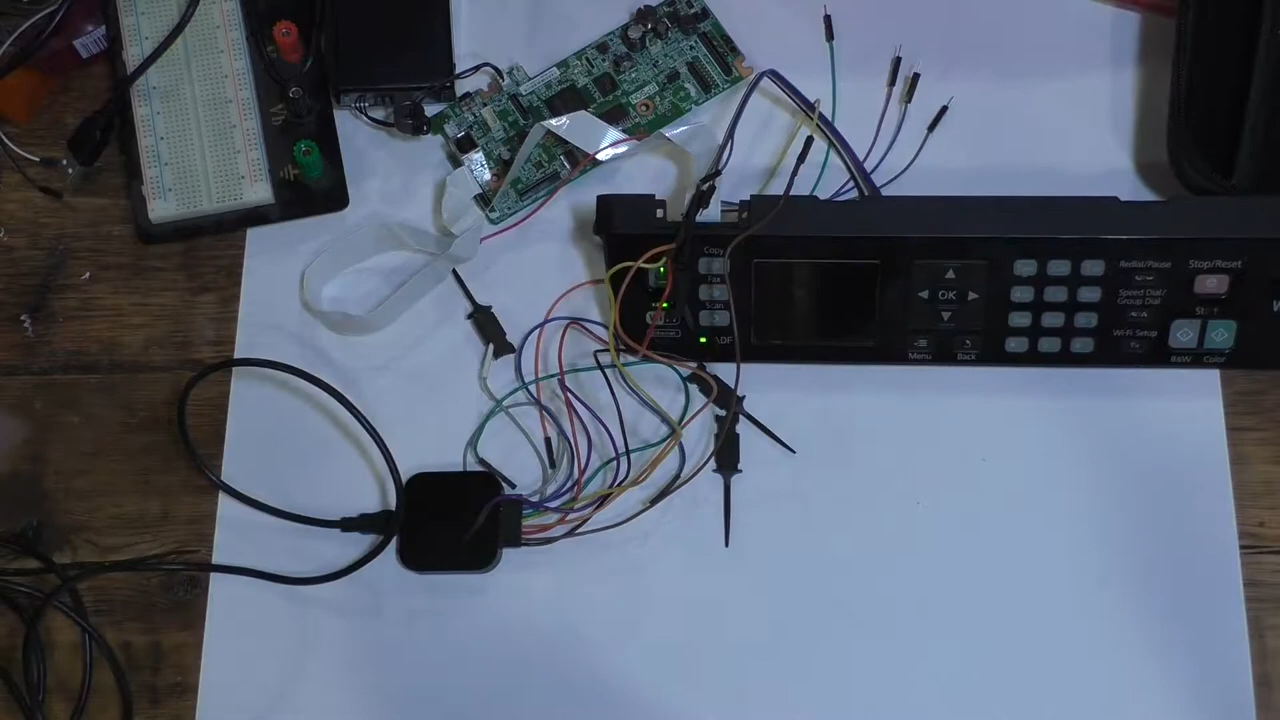 Copy
Fax
Scan
ADF
OK
Menu
Back
Redial/Pause
Speed Dial/
Group Dial
Wi-Fi Setup
Stop/Reset
B&W
Color